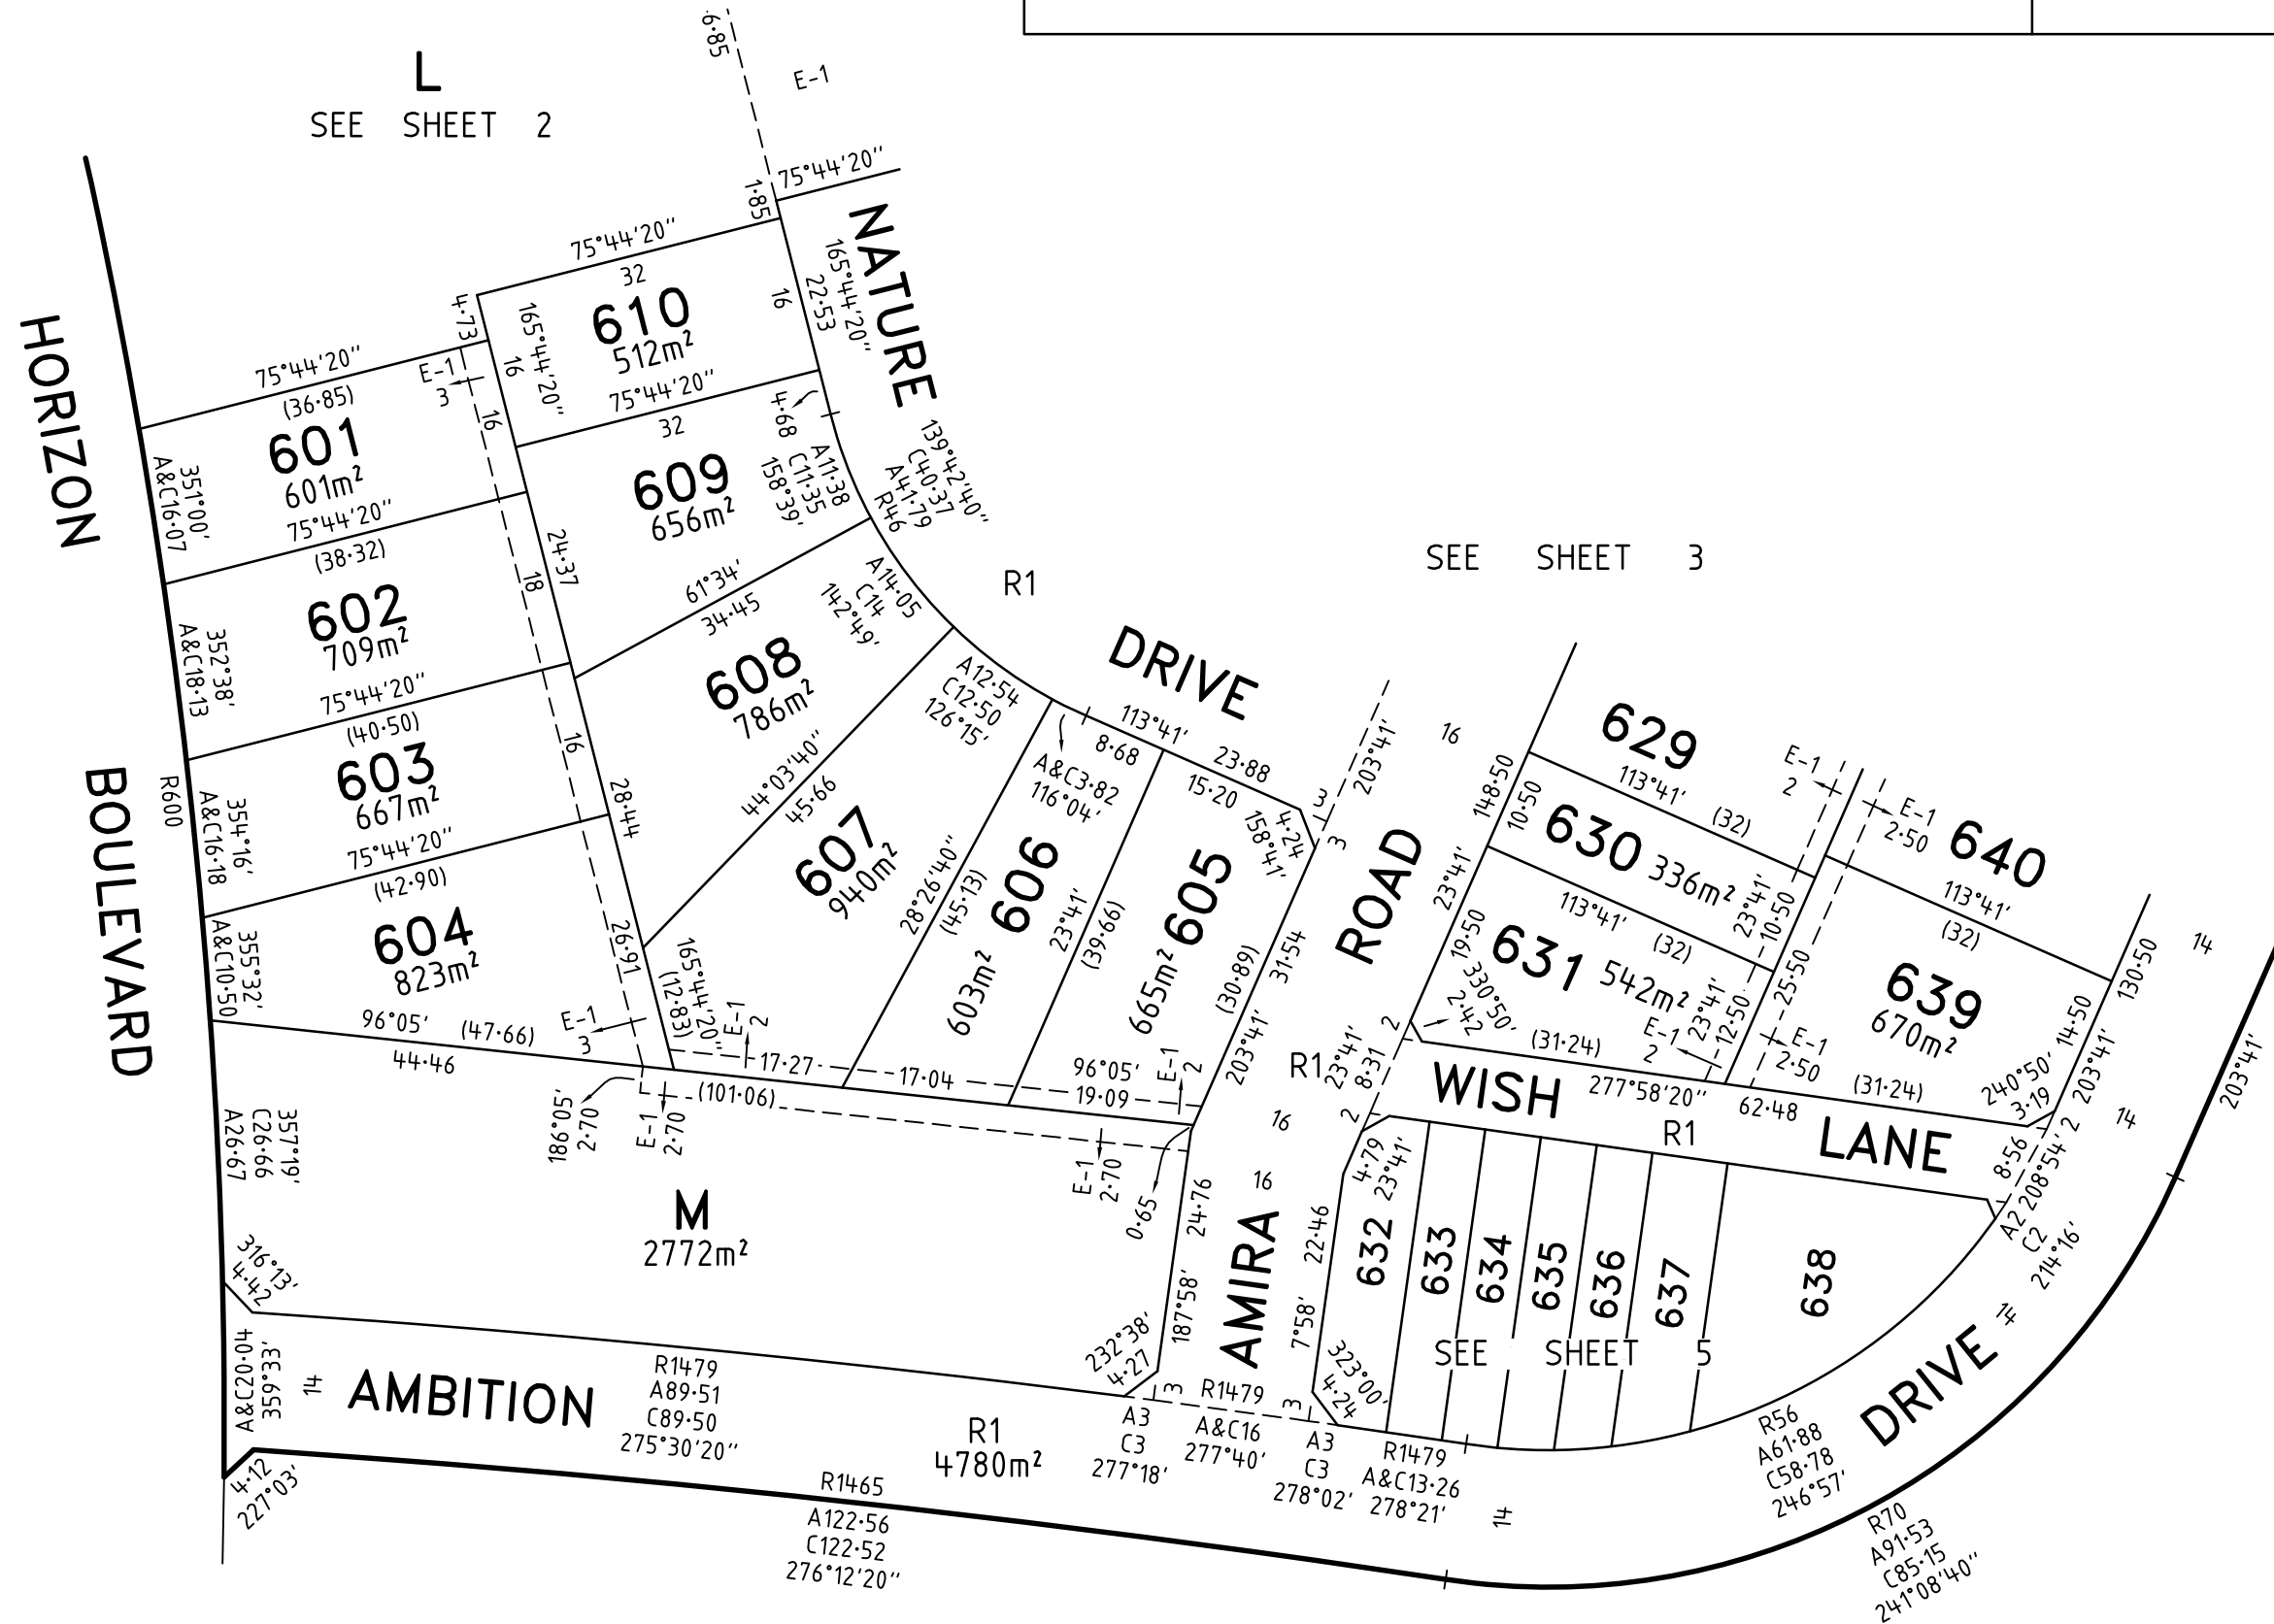 L
SEE SHEET 2
6·85
E-1
75°44'20"
1·85
NATURE
75°44'20"
32
610
512m²
16
165°44'20"
22·53
4·73
165°44'20"
16
75°44'20"
32
HORIZON
75°44'20"
(36·85)
601
601m²
E-1
3
16
351°00'
A&C16·07
75°44'20"
(38·32)
609
656m²
4·68
A11·38
C11·35
158°39'
139°42'40"
C40·37
A41·79
R46
24·37
18
602
709m²
352°38'
A&C18·13
75°44'20"
(40·50)
61°34'
34·45
A14·05
C14
142°49'
R1
SEE SHEET 3
608
786m²
603
667m²
16
R600
354°16'
A&C16·18
BOULEVARD
75°44'20"
(42·90)
28·44
44°03'40"
45·66
A12·54
C12·50
126°15'
DRIVE
113°41'
23·88
8·68
15·20
A&C3·82
116°04'
4·24
158°41'
3
3
203°41'
16
607
940m²
28°26'40"
(45·13)
606
603m²
23°41'
(39·66)
605
665m²
(30·89)
31·54
203°41'
ROAD
604
823m²
355°32'
A&C10·50
26·91
165°44'20"
(12·83)
96°05' (47·66)
44·46
E-1
3
E-1
2
17·27
17·04
96°05'
19·09
E-1
2
(101·06)
186°05'
2·70
E-1
2·70
E-1
2·70
0·65
148·50
10·50
23°41'
629
113°41' (32)
630 336m²
E-1
2
E-1
2·50
640
113°41'
(32)
113°41' (32)
23°41'
10·50
19·50
631 542m²
330°50'
2·42
25·50
639
670m²
130·50
14
14·50
203°41'
E-1
2
23°41'
12·50
E-1
2·50
(31·24)
(31·24)
240°50'
3·19
2
23°41'
8·31
2
R1
16
WISH
277°58'20" 62·48
R1
LANE
8·56
2
208°54'
14
203°41'
A2
C2
214°16'
357°19'
C26·66
A26·67
M
2772m²
24·76
187°58'
16
AMIRA
22·46
7°58'
4·79
23°41'
632
633
634
635
636
637
638
SEE SHEET 5
316°13'
4·42
A&C20·04
359°33'
14
AMBITION
R1479
A89·51
C89·50
275°30'20"
232°38'
4·27
3
R1479
3
A3
C3
277°18'
A&C16
277°40'
323°00'
4·24
A3
C3
278°02'
R1479
A&C13·26
278°21'
14
R1
4780m²
4·12
227°03'
R1465
A122·56
C122·52
276°12'20"
R56
A61·88
C58·78
246°57'
DRIVE
14
R70
A91·53
C85·15
241°08'40"